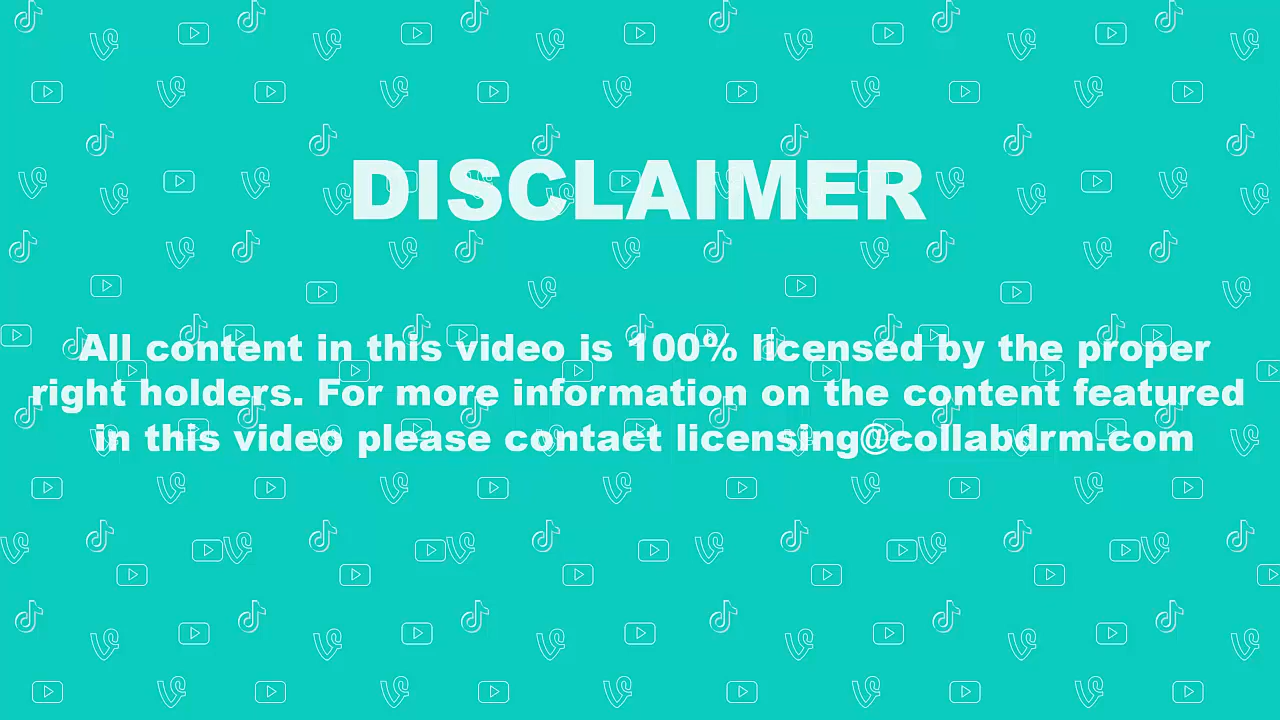 DISCLAIMER
All content in this video is 100% licensed by the proper
right holders. For more information on the content featured
in this video please contact licensing@collabdrm.com